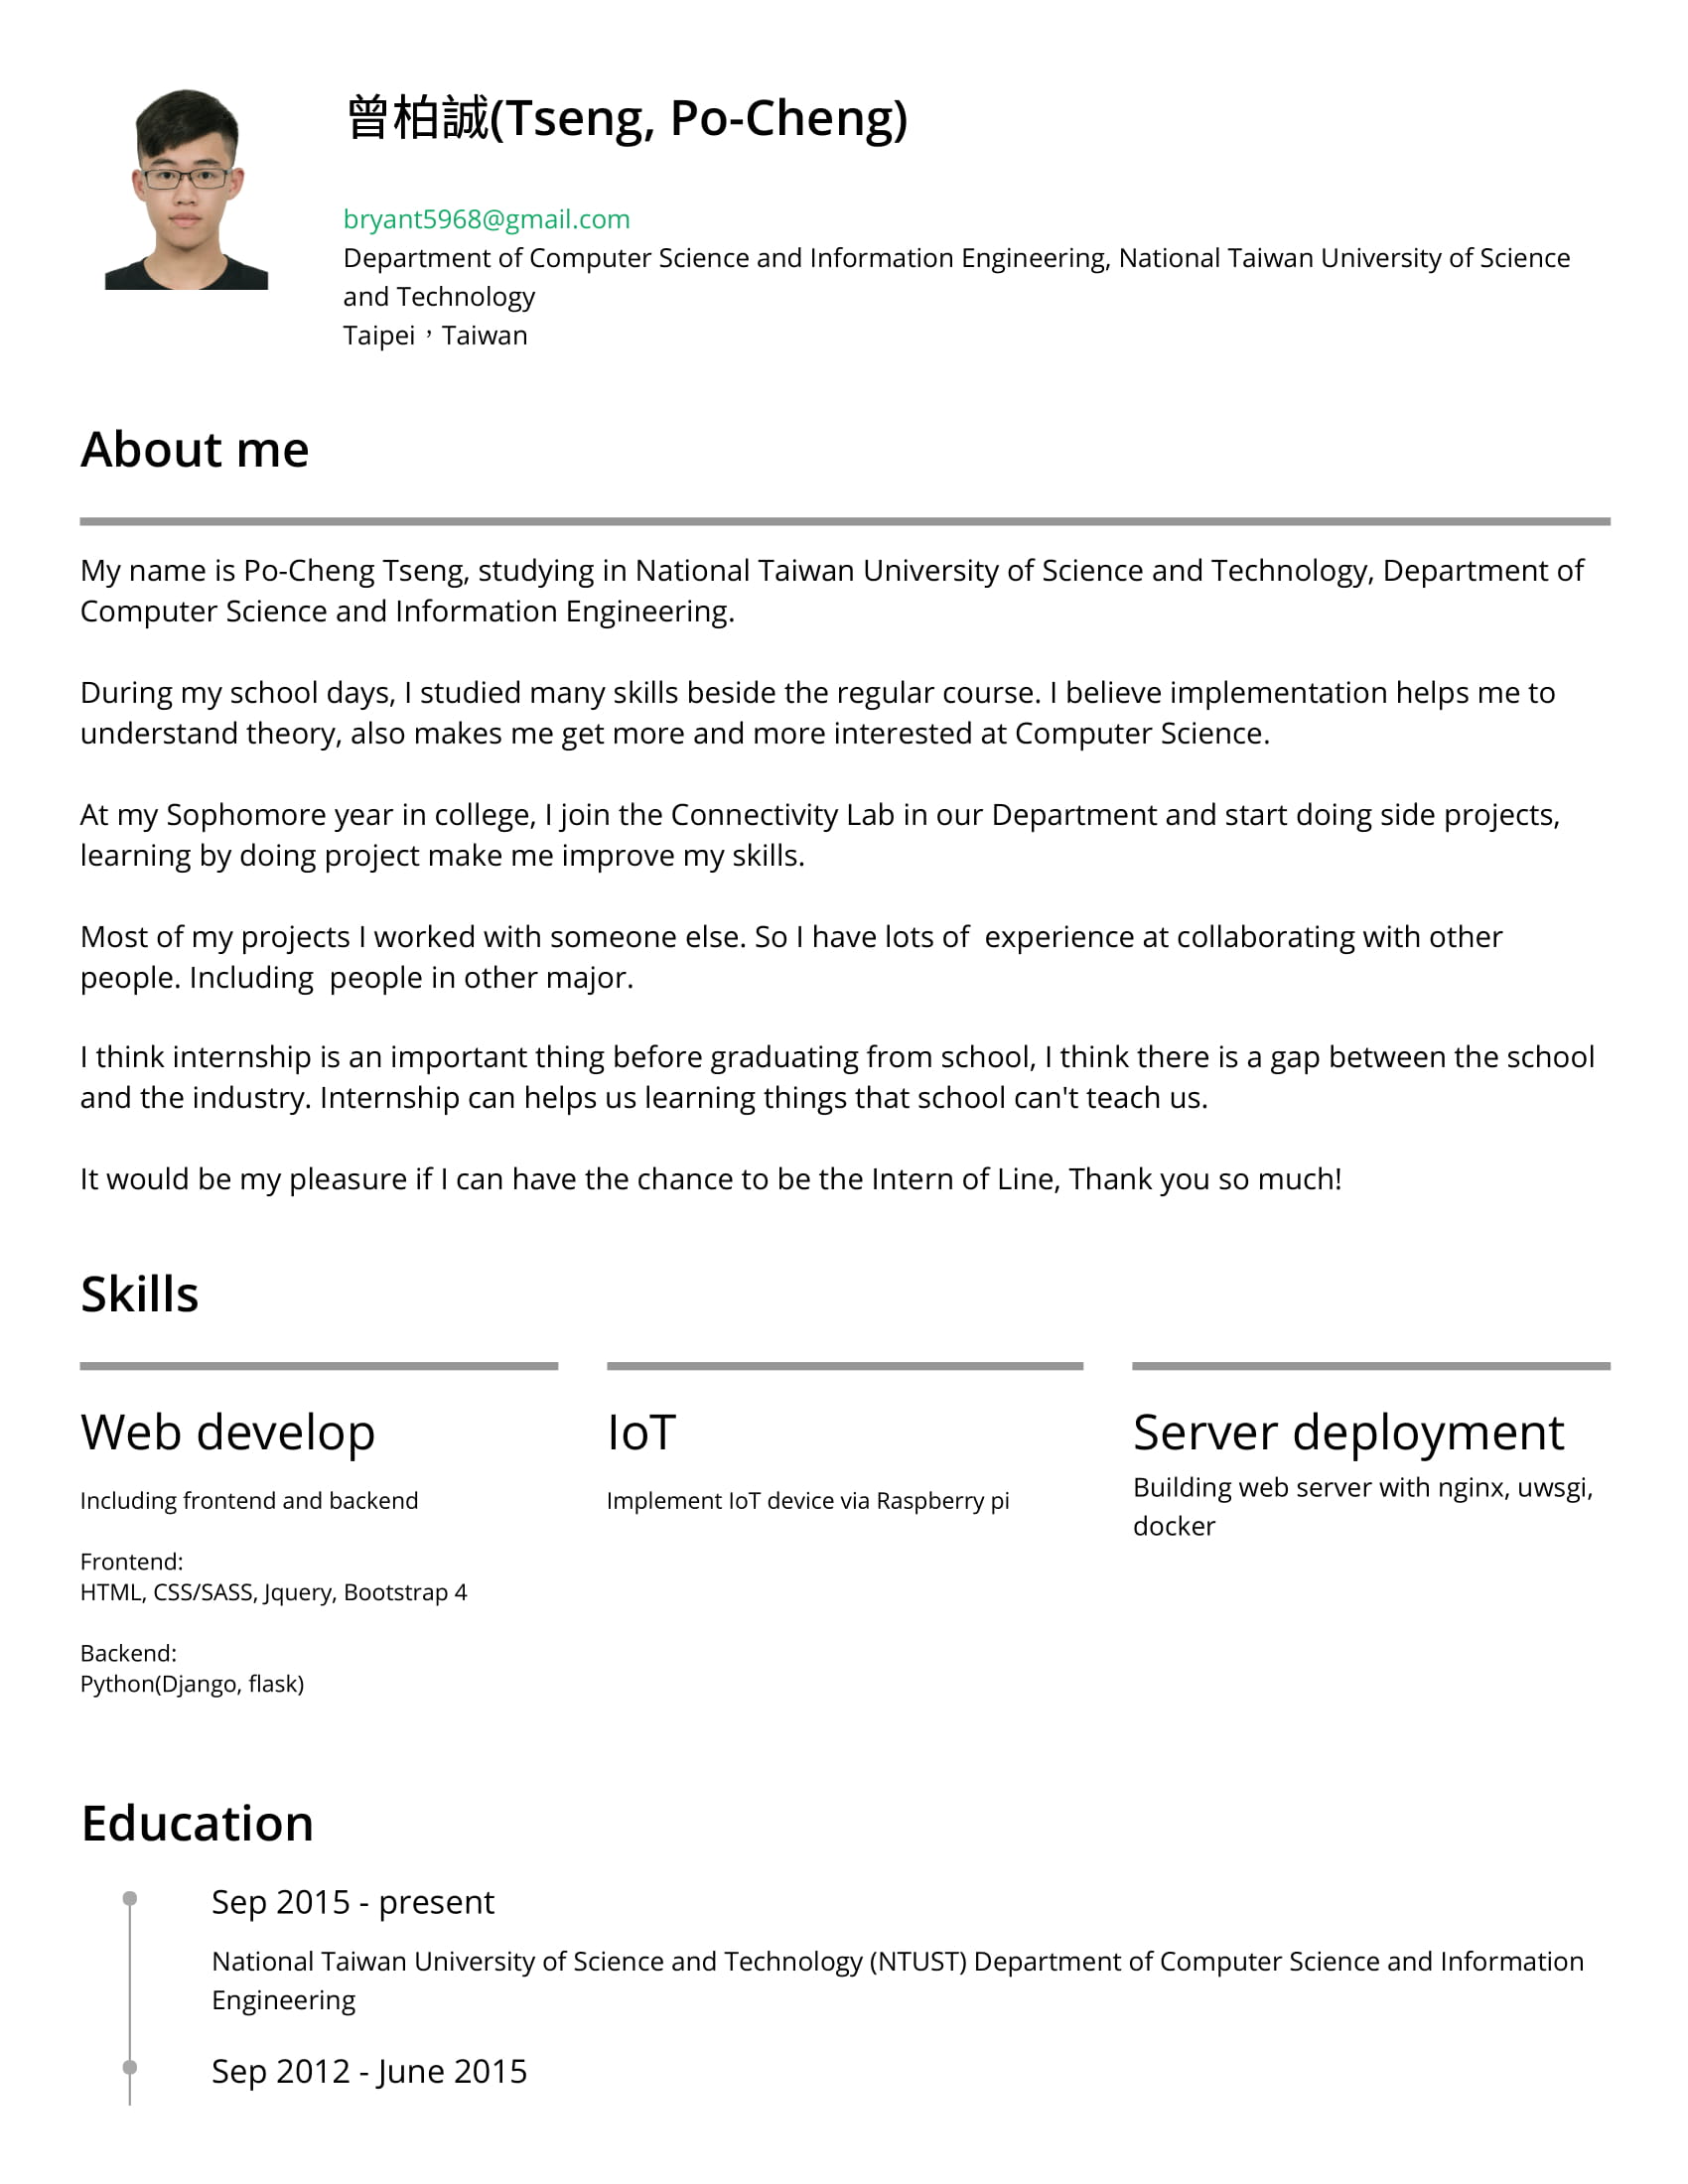 曾柏誠(Tseng, Po-Cheng)
bryant5968@gmail.com
Department of Computer Science and Information Engineering, National Taiwan University of Science
and Technology
Taipei，Taiwan
About me
My name is Po-Cheng Tseng, studying in National Taiwan University of Science and Technology, Department of
Computer Science and Information Engineering.
During my school days, I studied many skills beside the regular course. I believe implementation helps me to
understand theory, also makes me get more and more interested at Computer Science.
At my Sophomore year in college, I join the Connectivity Lab in our Department and start doing side projects,
learning by doing project make me improve my skills.
Most of my projects I worked with someone else. So I have lots of  experience at collaborating with other
people. Including  people in other major.
I think internship is an important thing before graduating from school, I think there is a gap between the school
and the industry. Internship can helps us learning things that school can't teach us.
It would be my pleasure if I can have the chance to be the Intern of Line, Thank you so much!
Skills
Web develop
Including frontend and backend
Frontend:
HTML, CSS/SASS, Jquery, Bootstrap 4
Backend:
Python(Django, flask)
IoT
Implement IoT device via Raspberry pi
Server deployment
Building web server with nginx, uwsgi,
docker
Education
Sep 2015 - present
National Taiwan University of Science and Technology (NTUST) Department of Computer Science and Information
Engineering
Sep 2012 - June 2015